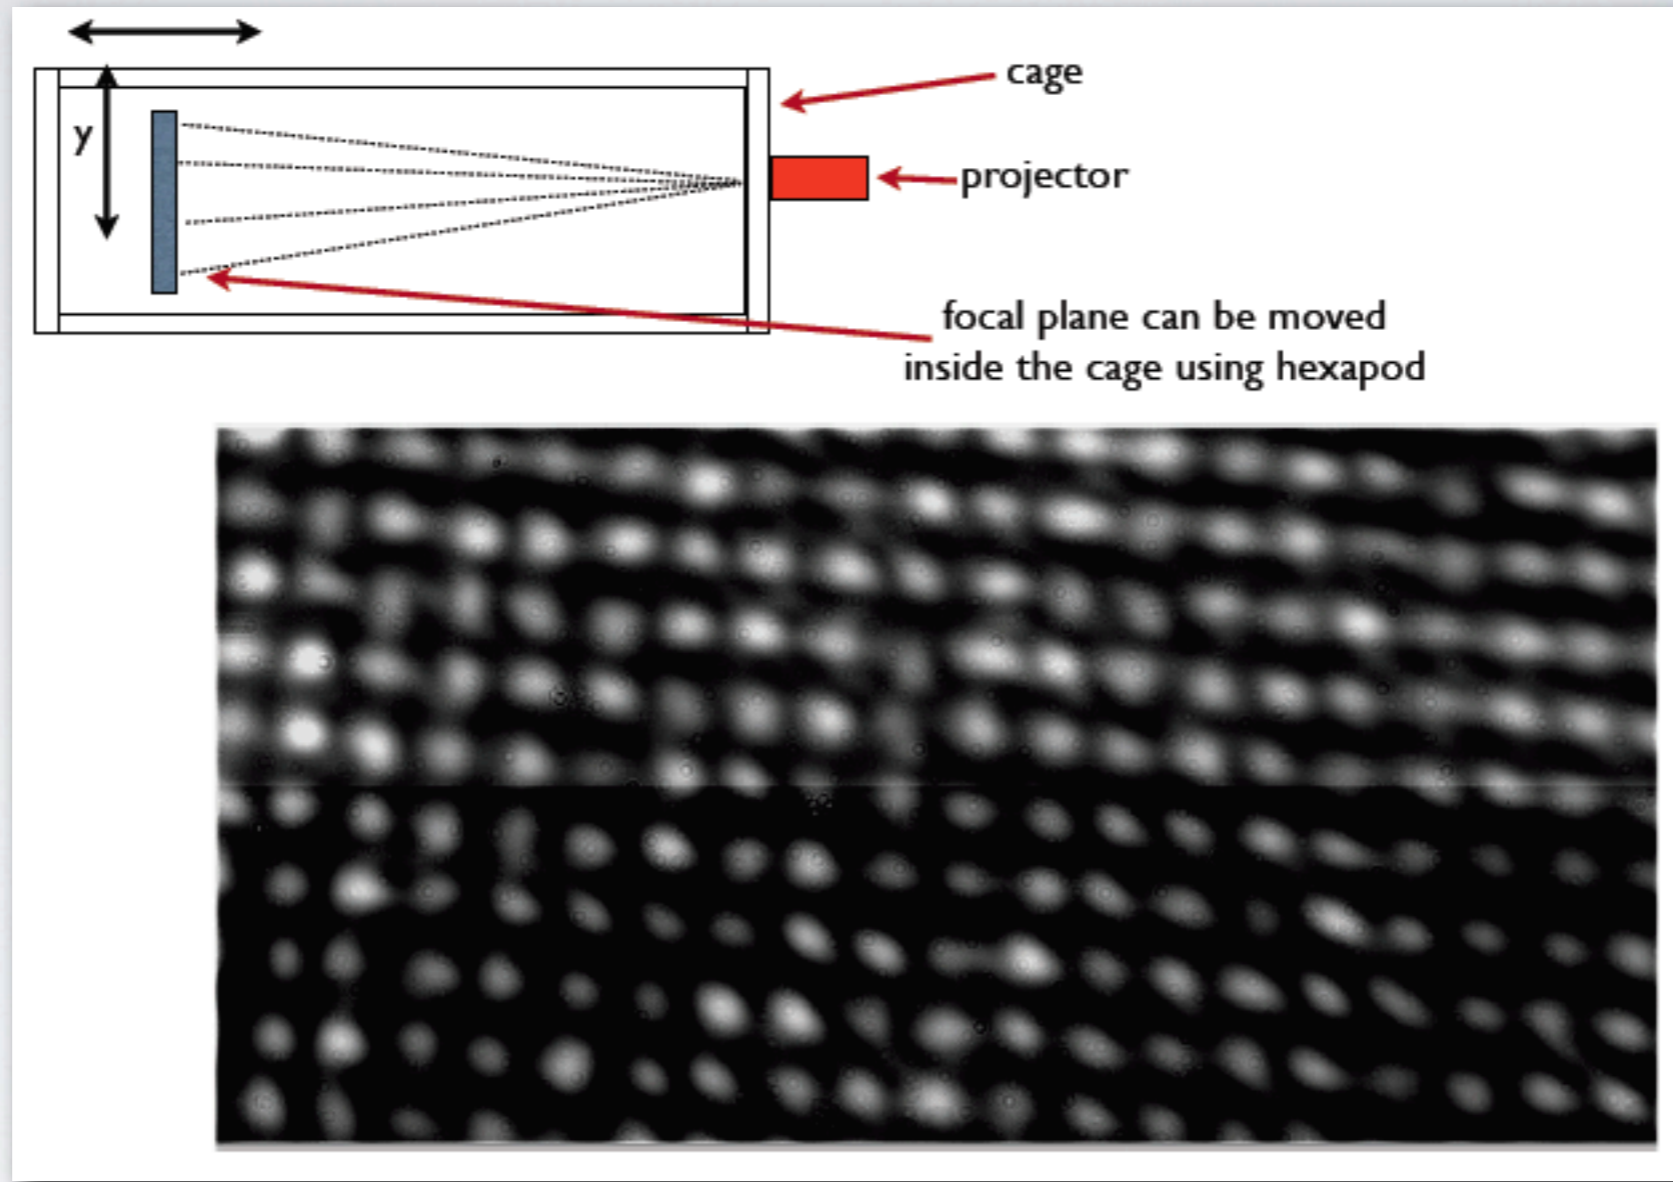 cage
y
projector
focal plane can be moved
inside the cage using hexapod